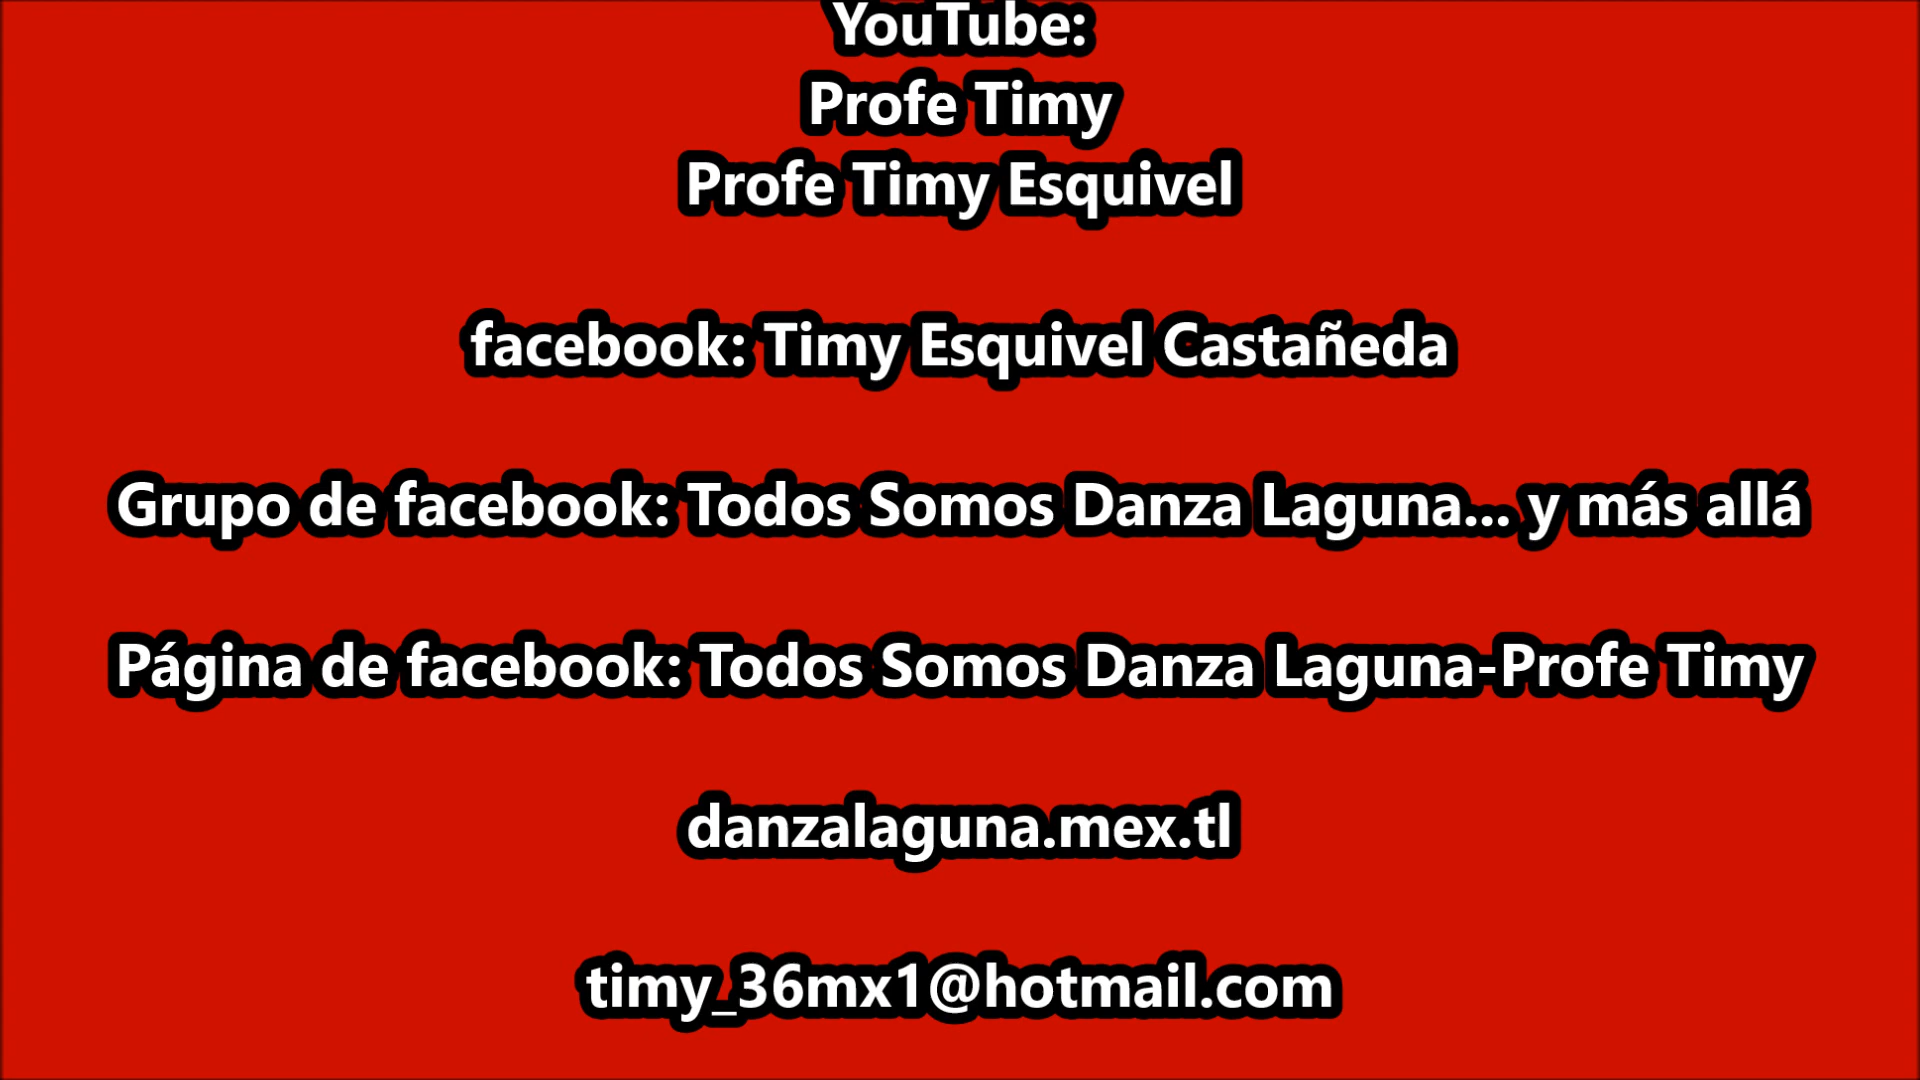 YouTube:
Profe Timy
Profe Timy Esquivel
facebook: Timy Esquivel Castañeda
Grupo de facebook: Todos Somos Danza Laguna... y más allá
Página de facebook: Todos Somos Danza Laguna-Profe Timy
danzalaguna.mex.tl
timy_36mx1@hotmail.com